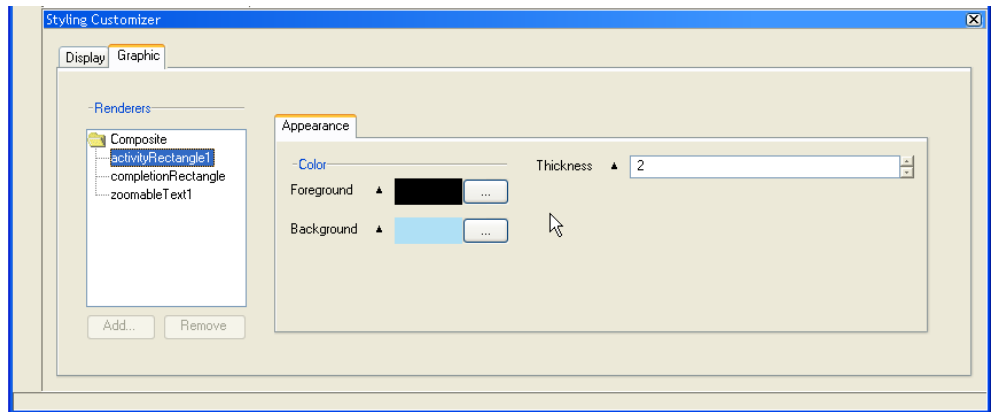 Styling Customizer
Display Graphic
Renderers
Composite
activityRectangle1
completionRectangle
zoomableText1
Add... Remove
Appearance
Color
Foreground ...
Background ...
Thickness 2